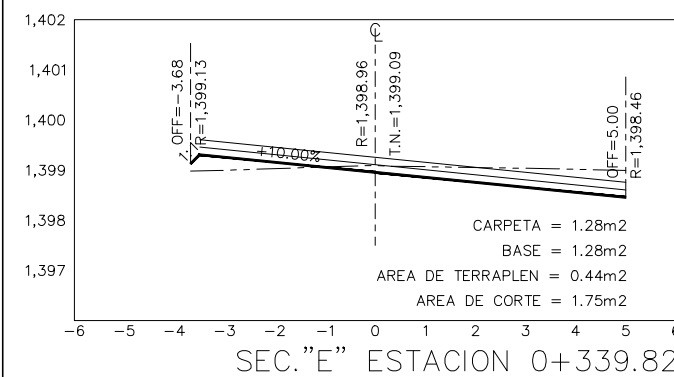 1,402
1,401
1,400
1,399
1,398
1,397
OFF=-3.68
R=1,399.13
+10.00%
℄
R=1,398.96
T.N.=1,399.09
OFF=5.00
R=1,398.46
CARPETA = 1.28m2
BASE = 1.28m2
AREA DE TERRAPLEN = 0.44m2
AREA DE CORTE = 1.75m2
-6 -5 -4 -3 -2 -1 0 1 2 3 4 5 6
SEC."E" ESTACION 0+339.82